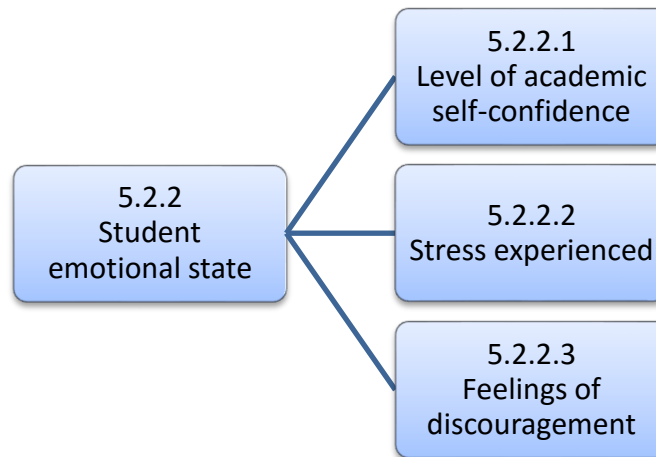 5.2.2
Student
emotional state
5.2.2.1
Level of academic
self-confidence
5.2.2.2
Stress experienced
5.2.2.3
Feelings of
discouragement